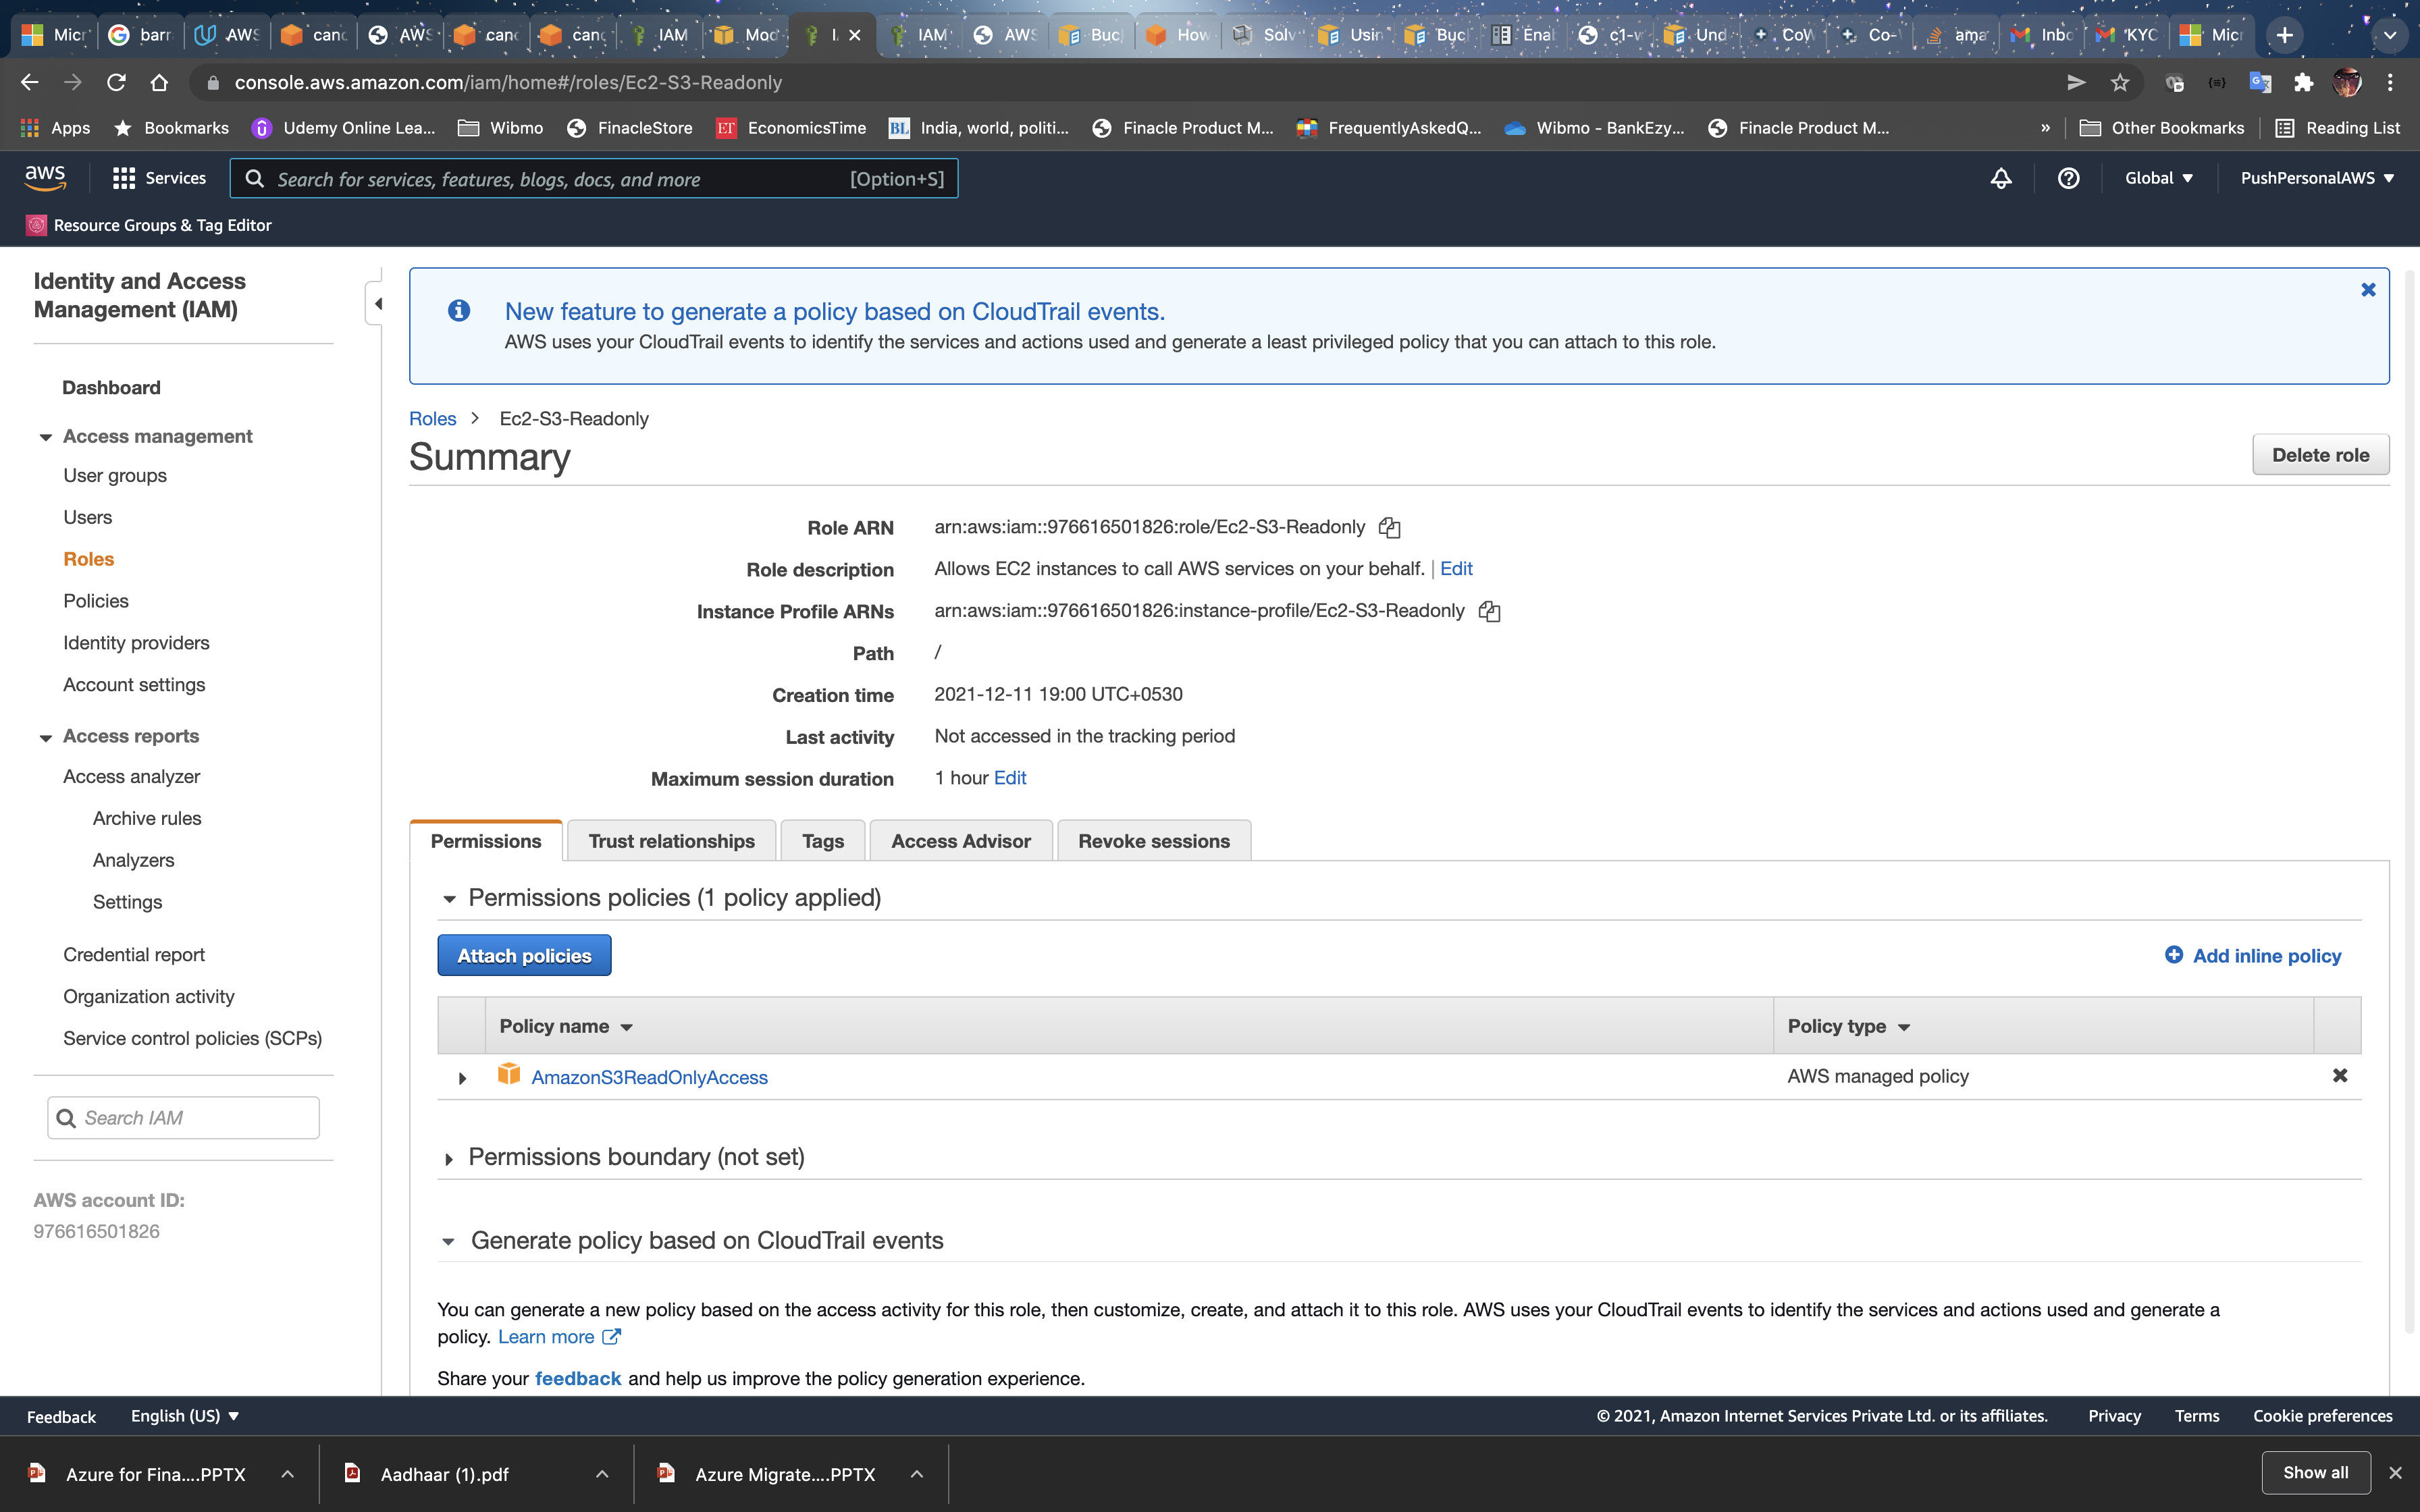 Micr
barr
AWS
canc
AWS
canc
canc
IAM
Mod
I.
IAM
AWS
Buc
How
Solv
Usin
Buc
Enal
c1-w
Und
CoW
Co-
ama
Inbo
KYC
Micr
console.aws.amazon.com/iam/home#/roles/Ec2-S3-Readonly
Apps
Bookmarks
Udemy Online Lea...
Wibmo
FinacleStore
ET EconomicsTime
BL India, world, politi...
Finacle Product M...
FrequentlyAskedQ...
Wibmo - BankEzy...
Finacle Product M...
»
Other Bookmarks
Reading List
aws
Services
Search for services, features, blogs, docs, and more [Option+S]
Global
PushPersonalAWS
Resource Groups & Tag Editor
Identity and Access
Management (IAM)
Dashboard
Access management
User groups
Users
Roles
Policies
Identity providers
Account settings
Access reports
Access analyzer
Archive rules
Analyzers
Settings
Credential report
Organization activity
Service control policies (SCPs)
Search IAM
AWS account ID:
976616501826
New feature to generate a policy based on CloudTrail events.
AWS uses your CloudTrail events to identify the services and actions used and generate a least privileged policy that you can attach to this role.
Roles > Ec2-S3-Readonly
Summary
Delete role
Role ARN arn:aws:iam::976616501826:role/Ec2-S3-Readonly
Role description Allows EC2 instances to call AWS services on your behalf. | Edit
Instance Profile ARNs arn:aws:iam::976616501826:instance-profile/Ec2-S3-Readonly
Path /
Creation time 2021-12-11 19:00 UTC+0530
Last activity Not accessed in the tracking period
Maximum session duration 1 hour Edit
Permissions
Trust relationships
Tags
Access Advisor
Revoke sessions
Permissions policies (1 policy applied)
Attach policies
Add inline policy
Policy name
Policy type
AmazonS3ReadOnlyAccess
AWS managed policy
Permissions boundary (not set)
Generate policy based on CloudTrail events
You can generate a new policy based on the access activity for this role, then customize, create, and attach it to this role. AWS uses your CloudTrail events to identify the services and actions used and generate a
policy. Learn more
Share your feedback and help us improve the policy generation experience.
Feedback
English (US)
© 2021, Amazon Internet Services Private Ltd. or its affiliates.
Privacy
Terms
Cookie preferences
Azure for Fina....PPTX
Aadhaar (1).pdf
Azure Migrate....PPTX
Show all